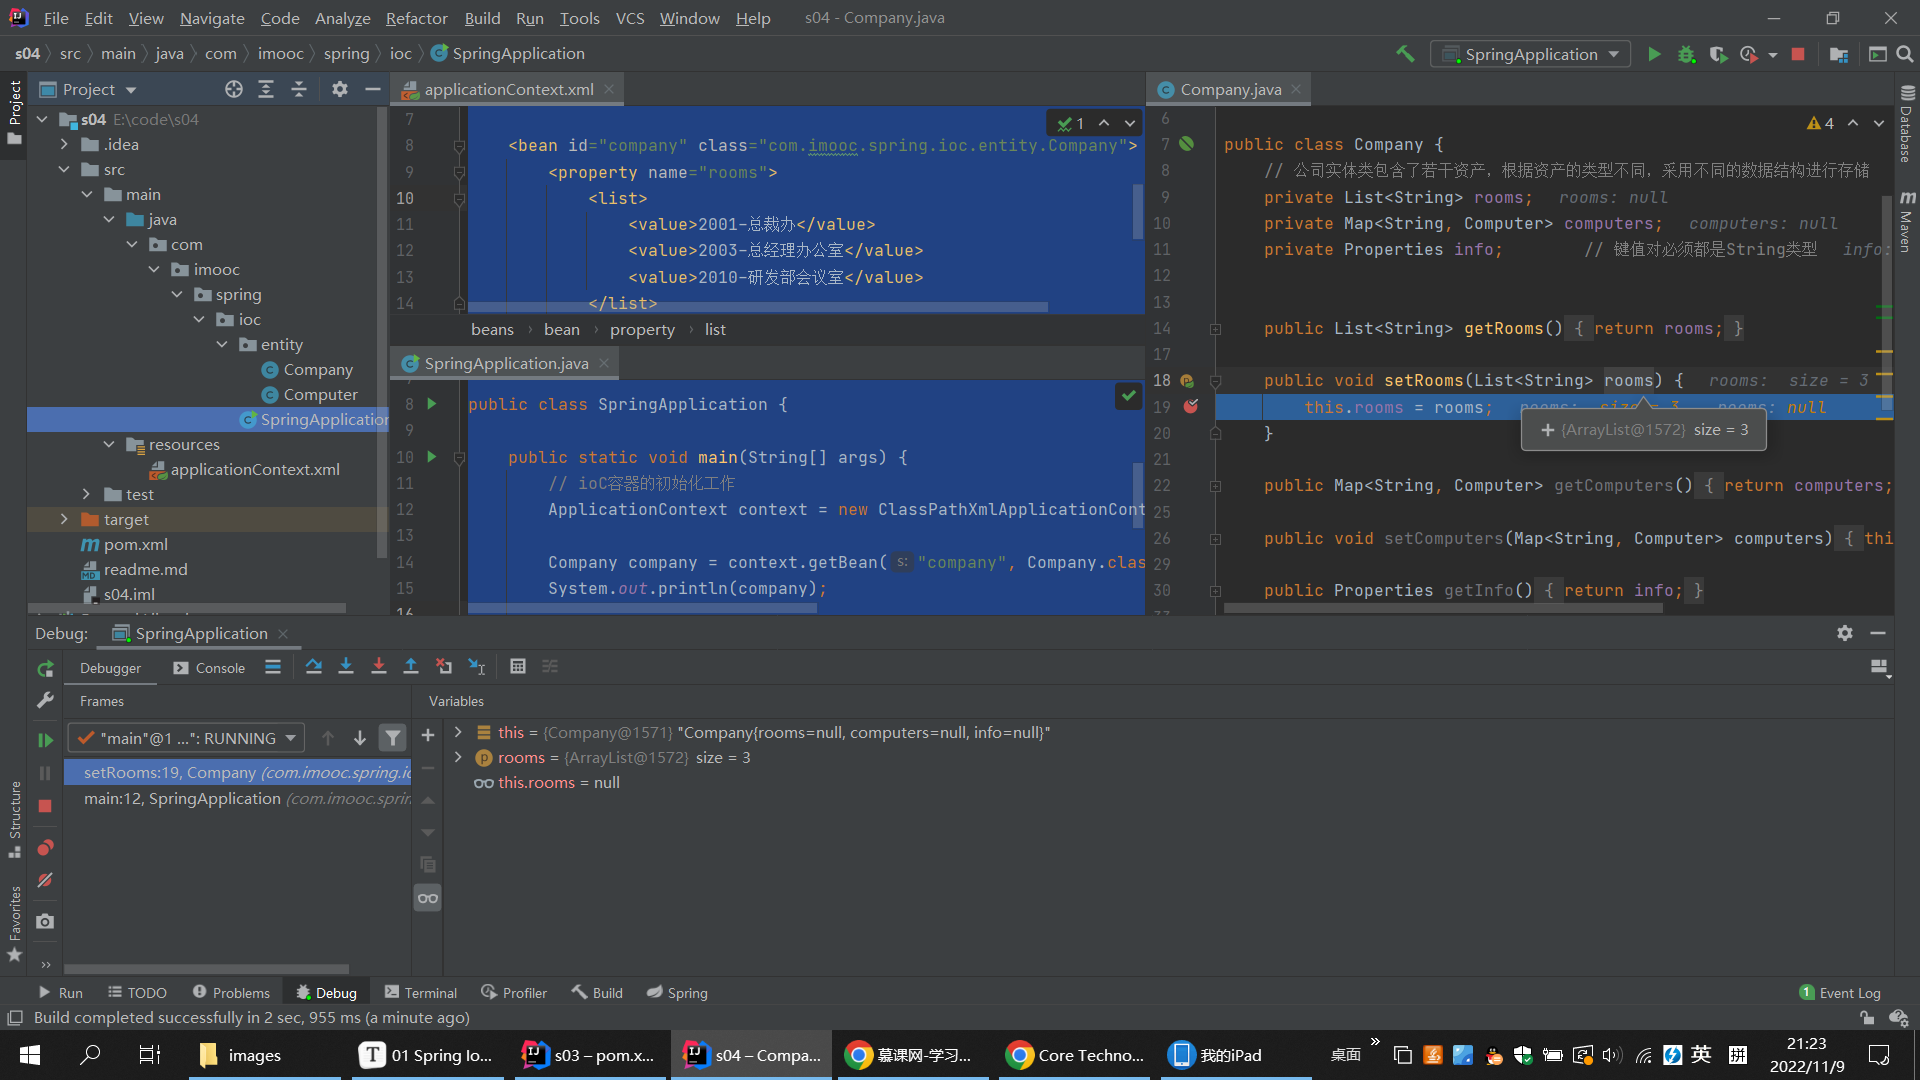 File Edit View Navigate Code Analyze Refactor Build Run Tools VCS Window Help s04 - Company.java
s04 src main java com imooc spring ioc SpringApplication
SpringApplication
Project
Project
s04 E:\code\s04
.idea
src
main
java
com
imooc
spring
ioc
entity
Company
Computer
SpringApplication
resources
applicationContext.xml
test
target
pom.xml
readme.md
s04.iml
applicationContext.xml
1
7
8 <bean id="company" class="com.imooc.spring.ioc.entity.Company">
9 <property name="rooms">
10 <list>
11 <value>2001-总裁办</value>
12 <value>2003-总经理办公室</value>
13 <value>2010-研发部会议室</value>
14 </list>
beans › bean › property › list
SpringApplication.java
8 public class SpringApplication {
9
10 public static void main(String[] args) {
11 // ioC容器的初始化工作
12 ApplicationContext context = new ClassPathXmlApplicationCont
13
14 Company company = context.getBean( s: "company", Company.clas
15 System.out.println(company);
16
Company.java
4
6
7 public class Company {
8 // 公司实体类包含了若干资产，根据资产的类型不同，采用不同的数据结构进行存储
9 private List<String> rooms; rooms: null
10 private Map<String, Computer> computers; computers: null
11 private Properties info; // 键值对必须都是String类型 info:
12
13
14 public List<String> getRooms() { return rooms; }
17
18 public void setRooms(List<String> rooms) { rooms: size = 3
19 this.rooms = rooms; rooms: size = 3 rooms: null
+ {ArrayList@1572} size = 3
20 }
21
22 public Map<String, Computer> getComputers() { return computers;
25
26 public void setComputers(Map<String, Computer> computers) { thi
29
30 public Properties getInfo() { return info; }
Database
Maven
Debug: SpringApplication
Debugger Console
Frames
Variables
"main"@1 ...": RUNNING
setRooms:19, Company (com.imooc.spring.io
main:12, SpringApplication (com.imooc.sprin
this = {Company@1571} "Company{rooms=null, computers=null, info=null}"
rooms = {ArrayList@1572} size = 3
this.rooms = null
Structure
Favorites
Run TODO Problems Debug Terminal Profiler Build Spring
1 Event Log
Build completed successfully in 2 sec, 955 ms (a minute ago)
images
01 Spring Io...
s03 – pom.x...
s04 – Compa...
慕课网-学习...
Core Techno...
我的iPad
桌面
英
拼
21:23
2022/11/9